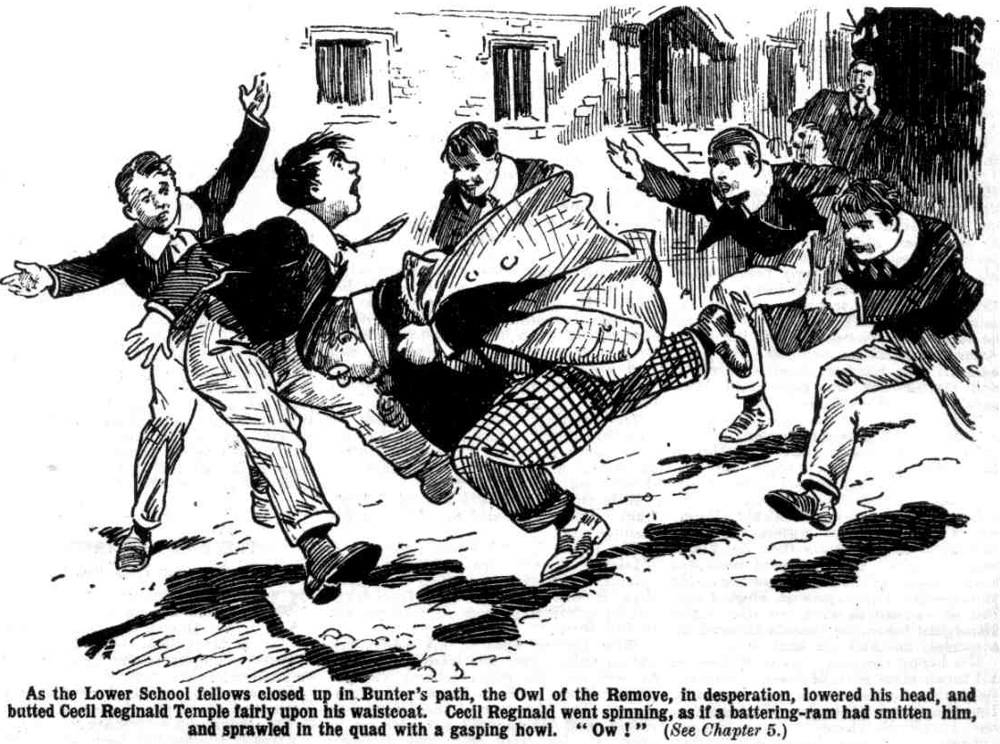 As the Lower School fellows closed up in Bunter's path, the Owl of the Remove, in desperation, lowered his head, and
butted Cecil Reginald Temple fairly upon his waistcoat. Cecil Reginald went spinning, as if a battering-ram had smitten him,
and sprawled in the quad with a gasping howl. "Ow!" (See Chapter 5.)